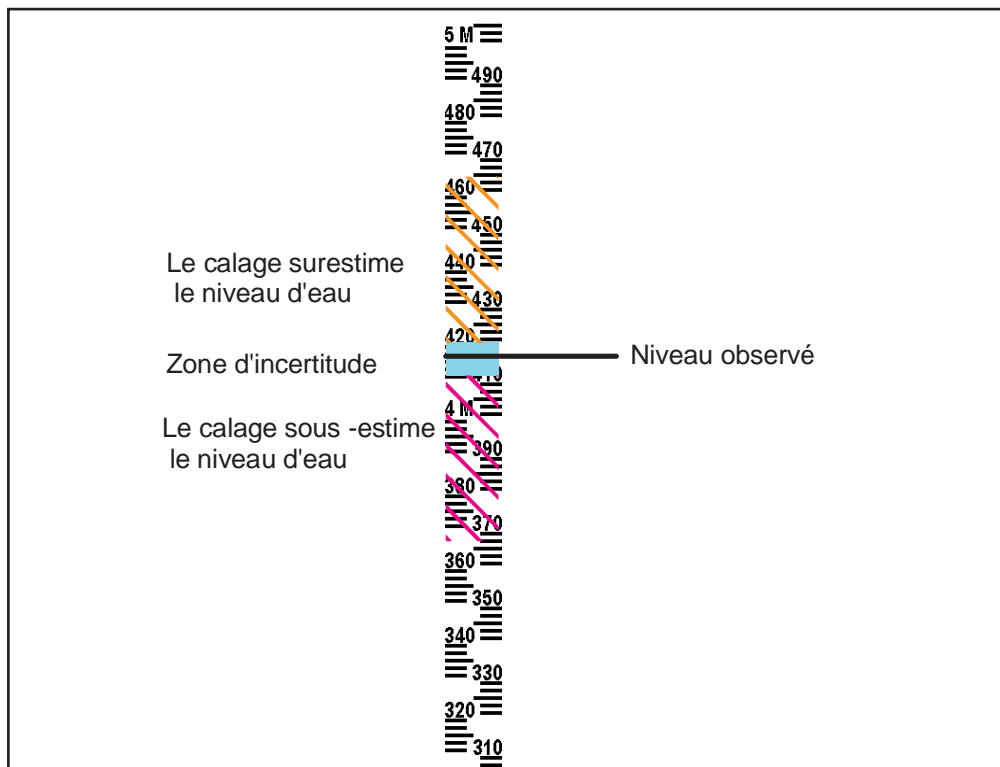 5 M
490
480
470
460
450
440
430
Le calage surestime
le niveau d'eau
420
Zone d'incertitude
Niveau observé
410
4 M
Le calage sous -estime
le niveau d'eau
390
380
370
360
350
340
330
320
310